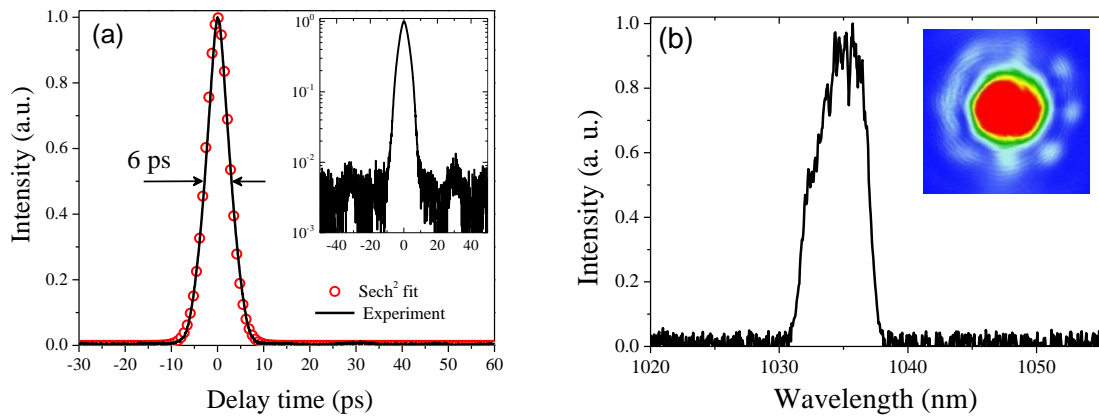 (a)
Intensity (a.u.)
1.0
0.8
0.6
0.4
0.2
0.0
-30 -20 -10 0 10 20 30 40 50 60
Delay time (ps)
6 ps
10^0
10^-1
10^-2
10^-3
-40 -20 0 20 40
Sech^2 fit
Experiment
(b)
Intensity (a. u.)
1.0
0.8
0.6
0.4
0.2
0.0
1020 1030 1040 1050
Wavelength (nm)